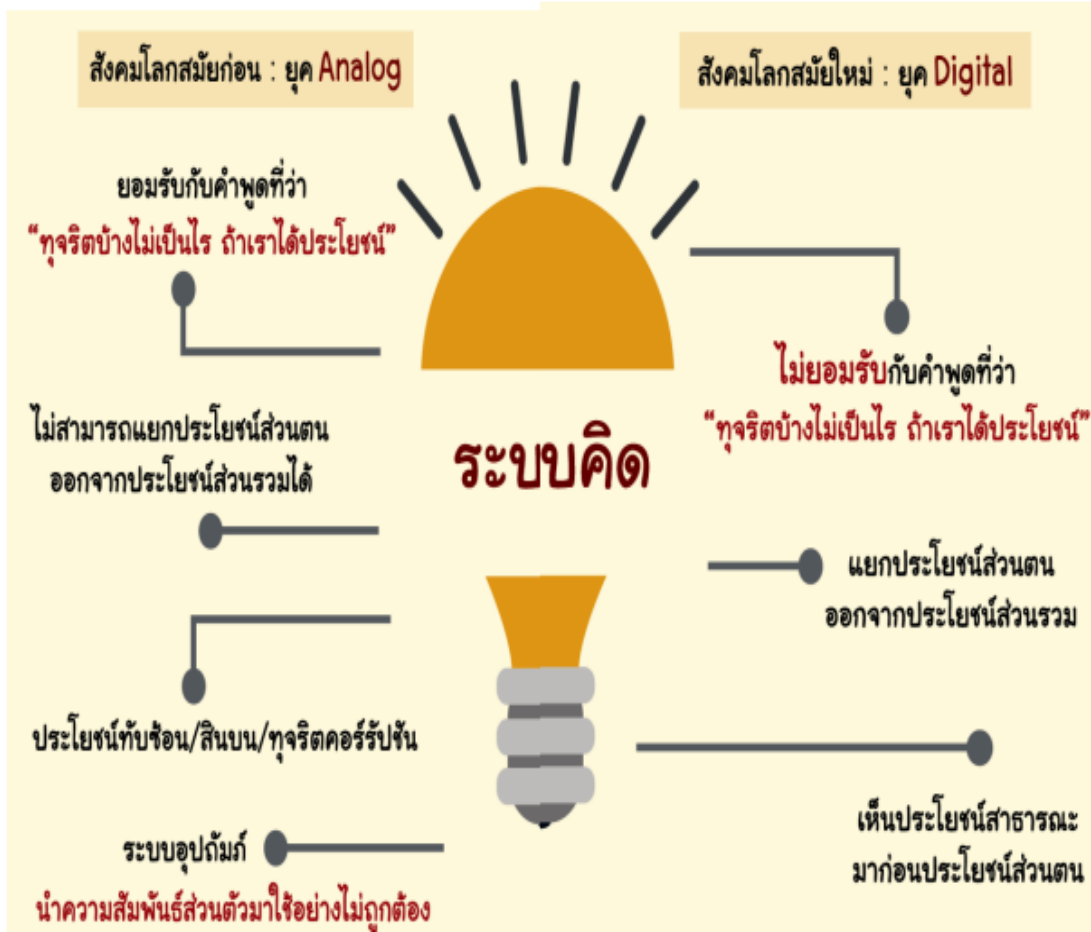 สังคมโลกสมัยก่อน : ยุค Analog
ยอมรับกับคำพูดที่ว่า
“ทุจริตบ้างไม่เป็นไร ถ้าเราได้ประโยชน์”
ไม่สามารถแยกประโยชน์ส่วนตน
ออกจากประโยชน์ส่วนรวมได้
ประโยชน์ทับซ้อน/สินบน/ทุจริตคอร์รัปชัน
ระบบอุปถัมภ์
นำความสัมพันธ์ส่วนตัวมาใช้อย่างไม่ถูกต้อง
ระบบคิด
สังคมโลกสมัยใหม่ : ยุค Digital
ไม่ยอมรับกับคำพูดที่ว่า
“ทุจริตบ้างไม่เป็นไร ถ้าเราได้ประโยชน์”
แยกประโยชน์ส่วนตน
ออกจากประโยชน์ส่วนรวม
เห็นประโยชน์สาธารณะ
มาก่อนประโยชน์ส่วนตน